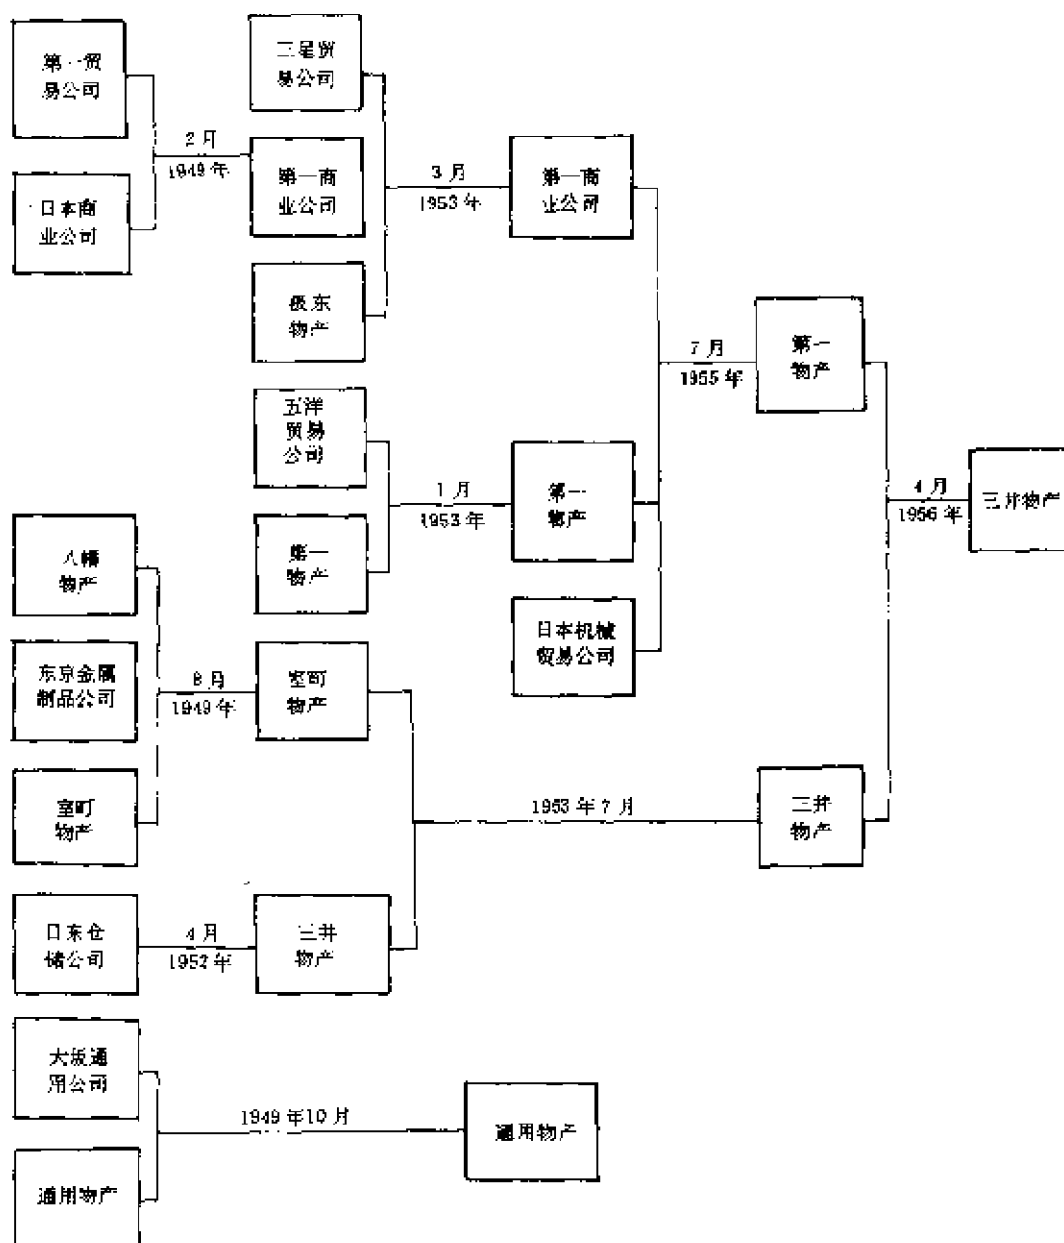 第一贸
易公司
日本商
业公司
2月
1949年
三星贸
易公司
第一商
业公司
板东
物产
3月
1953年
第一商
业公司
五洋
贸易
公司
第一
物产
1月
1953年
第一
物产
日本机械
贸易公司
7月
1955年
第一
物产
八幡
物产
东京金属
制品公司
室町
物产
8月
1949年
室町
物产
日东仓
储公司
4月
1952年
三井
物产
1953年7月
三井
物产
4月
1956年
三井物产
大阪通
用公司
通用物产
1949年10月
通用物产